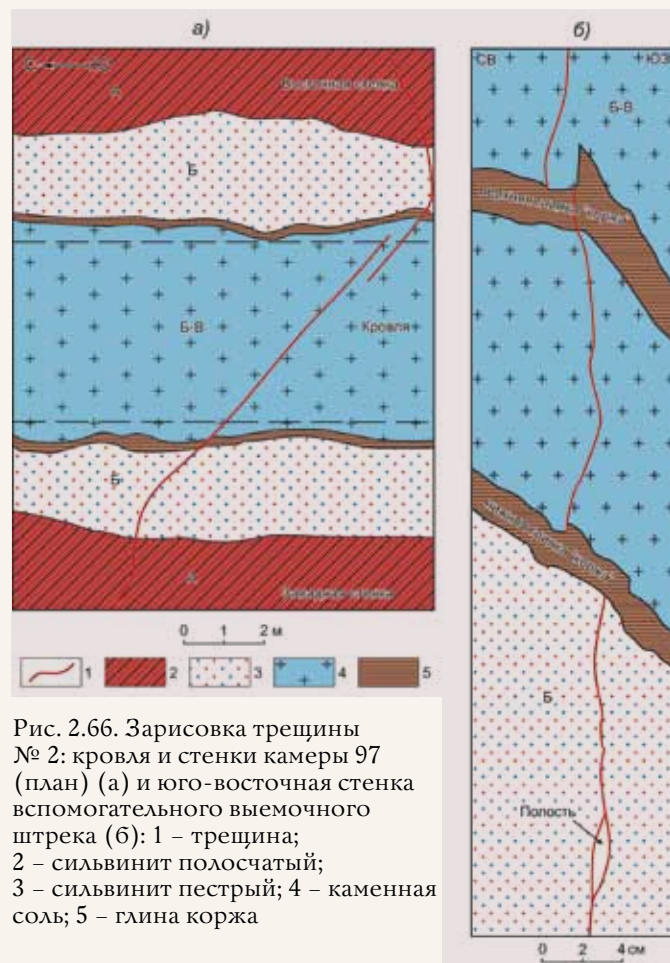 а)
Восточная стенка
Б
Б-В
Кровля
Б
А
Западная стенка
0 1 2 м
1 2 3 4 5
Рис. 2.66. Зарисовка трещины
№ 2: кровля и стенки камеры 97
(план) (а) и юго-восточная стенка
вспомогательного выемочного
штрека (б): 1 – трещина;
2 – сильвинит полосчатый;
3 – сильвинит пестрый; 4 – каменная
соль; 5 – глина коржа
б)
СВ ЮЗ
Б-В
"коржа"
"коржа"
Б
Полость
0 2 4 см